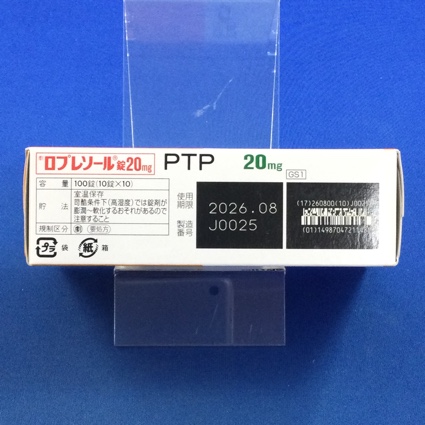 ロプレソール®錠20mg PTP 20mg
容量 100錠(10錠×10)
貯法 室温保存
苛酷条件下(高湿度)では錠剤が
膨潤〜軟化するおそれがあるので
注意すること
規制区分 劇 (要処方)
プラ 袋 紙 箱
使用
期限 2026.08
製造
番号 J0025
GS1
(17)260800(10)J0025